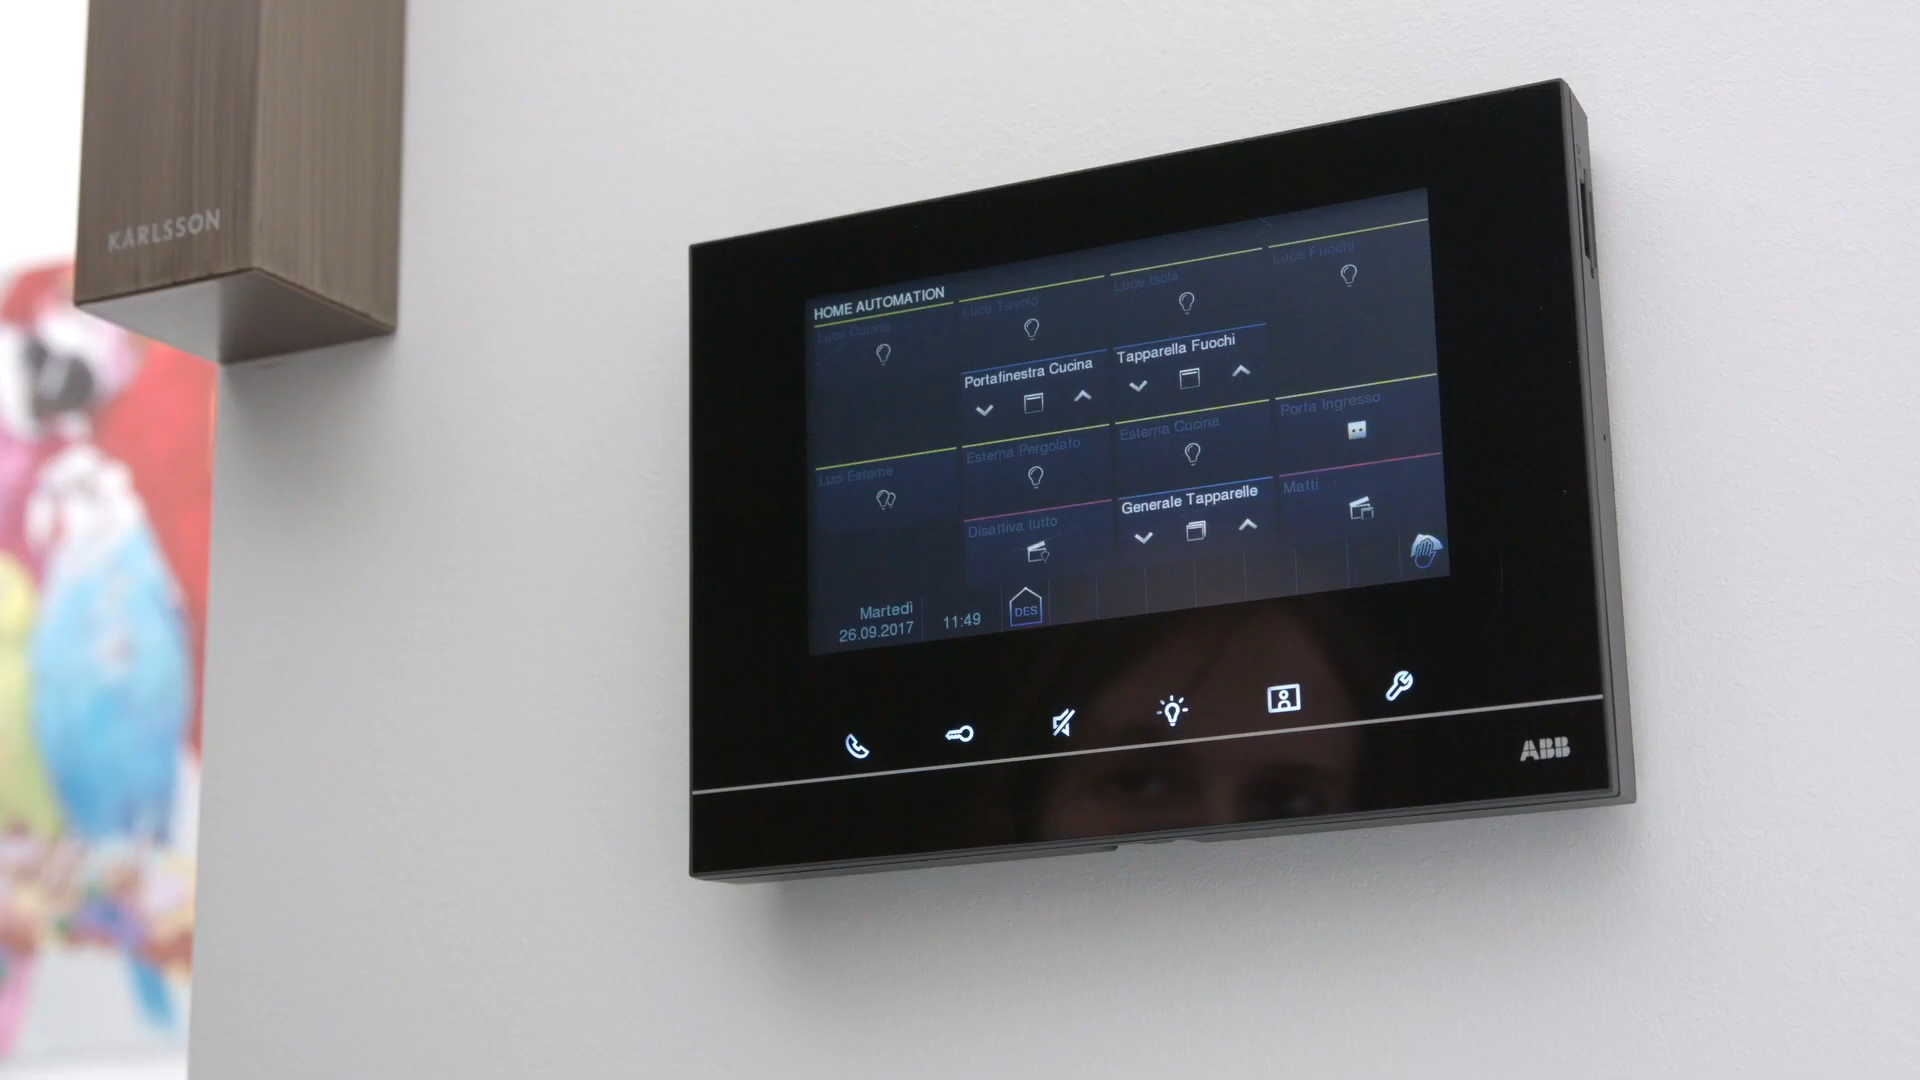 KARLSSON
HOME AUTOMATION
Luce Cucina
Luce Tavolo
Luce Isola
Luce Fuochi
Portafinestra Cucina
Tapparella Fuochi
Luci Esterne
Esterna Pergolato
Esterna Cucina
Porta Ingresso
Disattiva tutto
Generale Tapparelle
Matti
Martedì
26.09.2017
11:49
DES
ABB